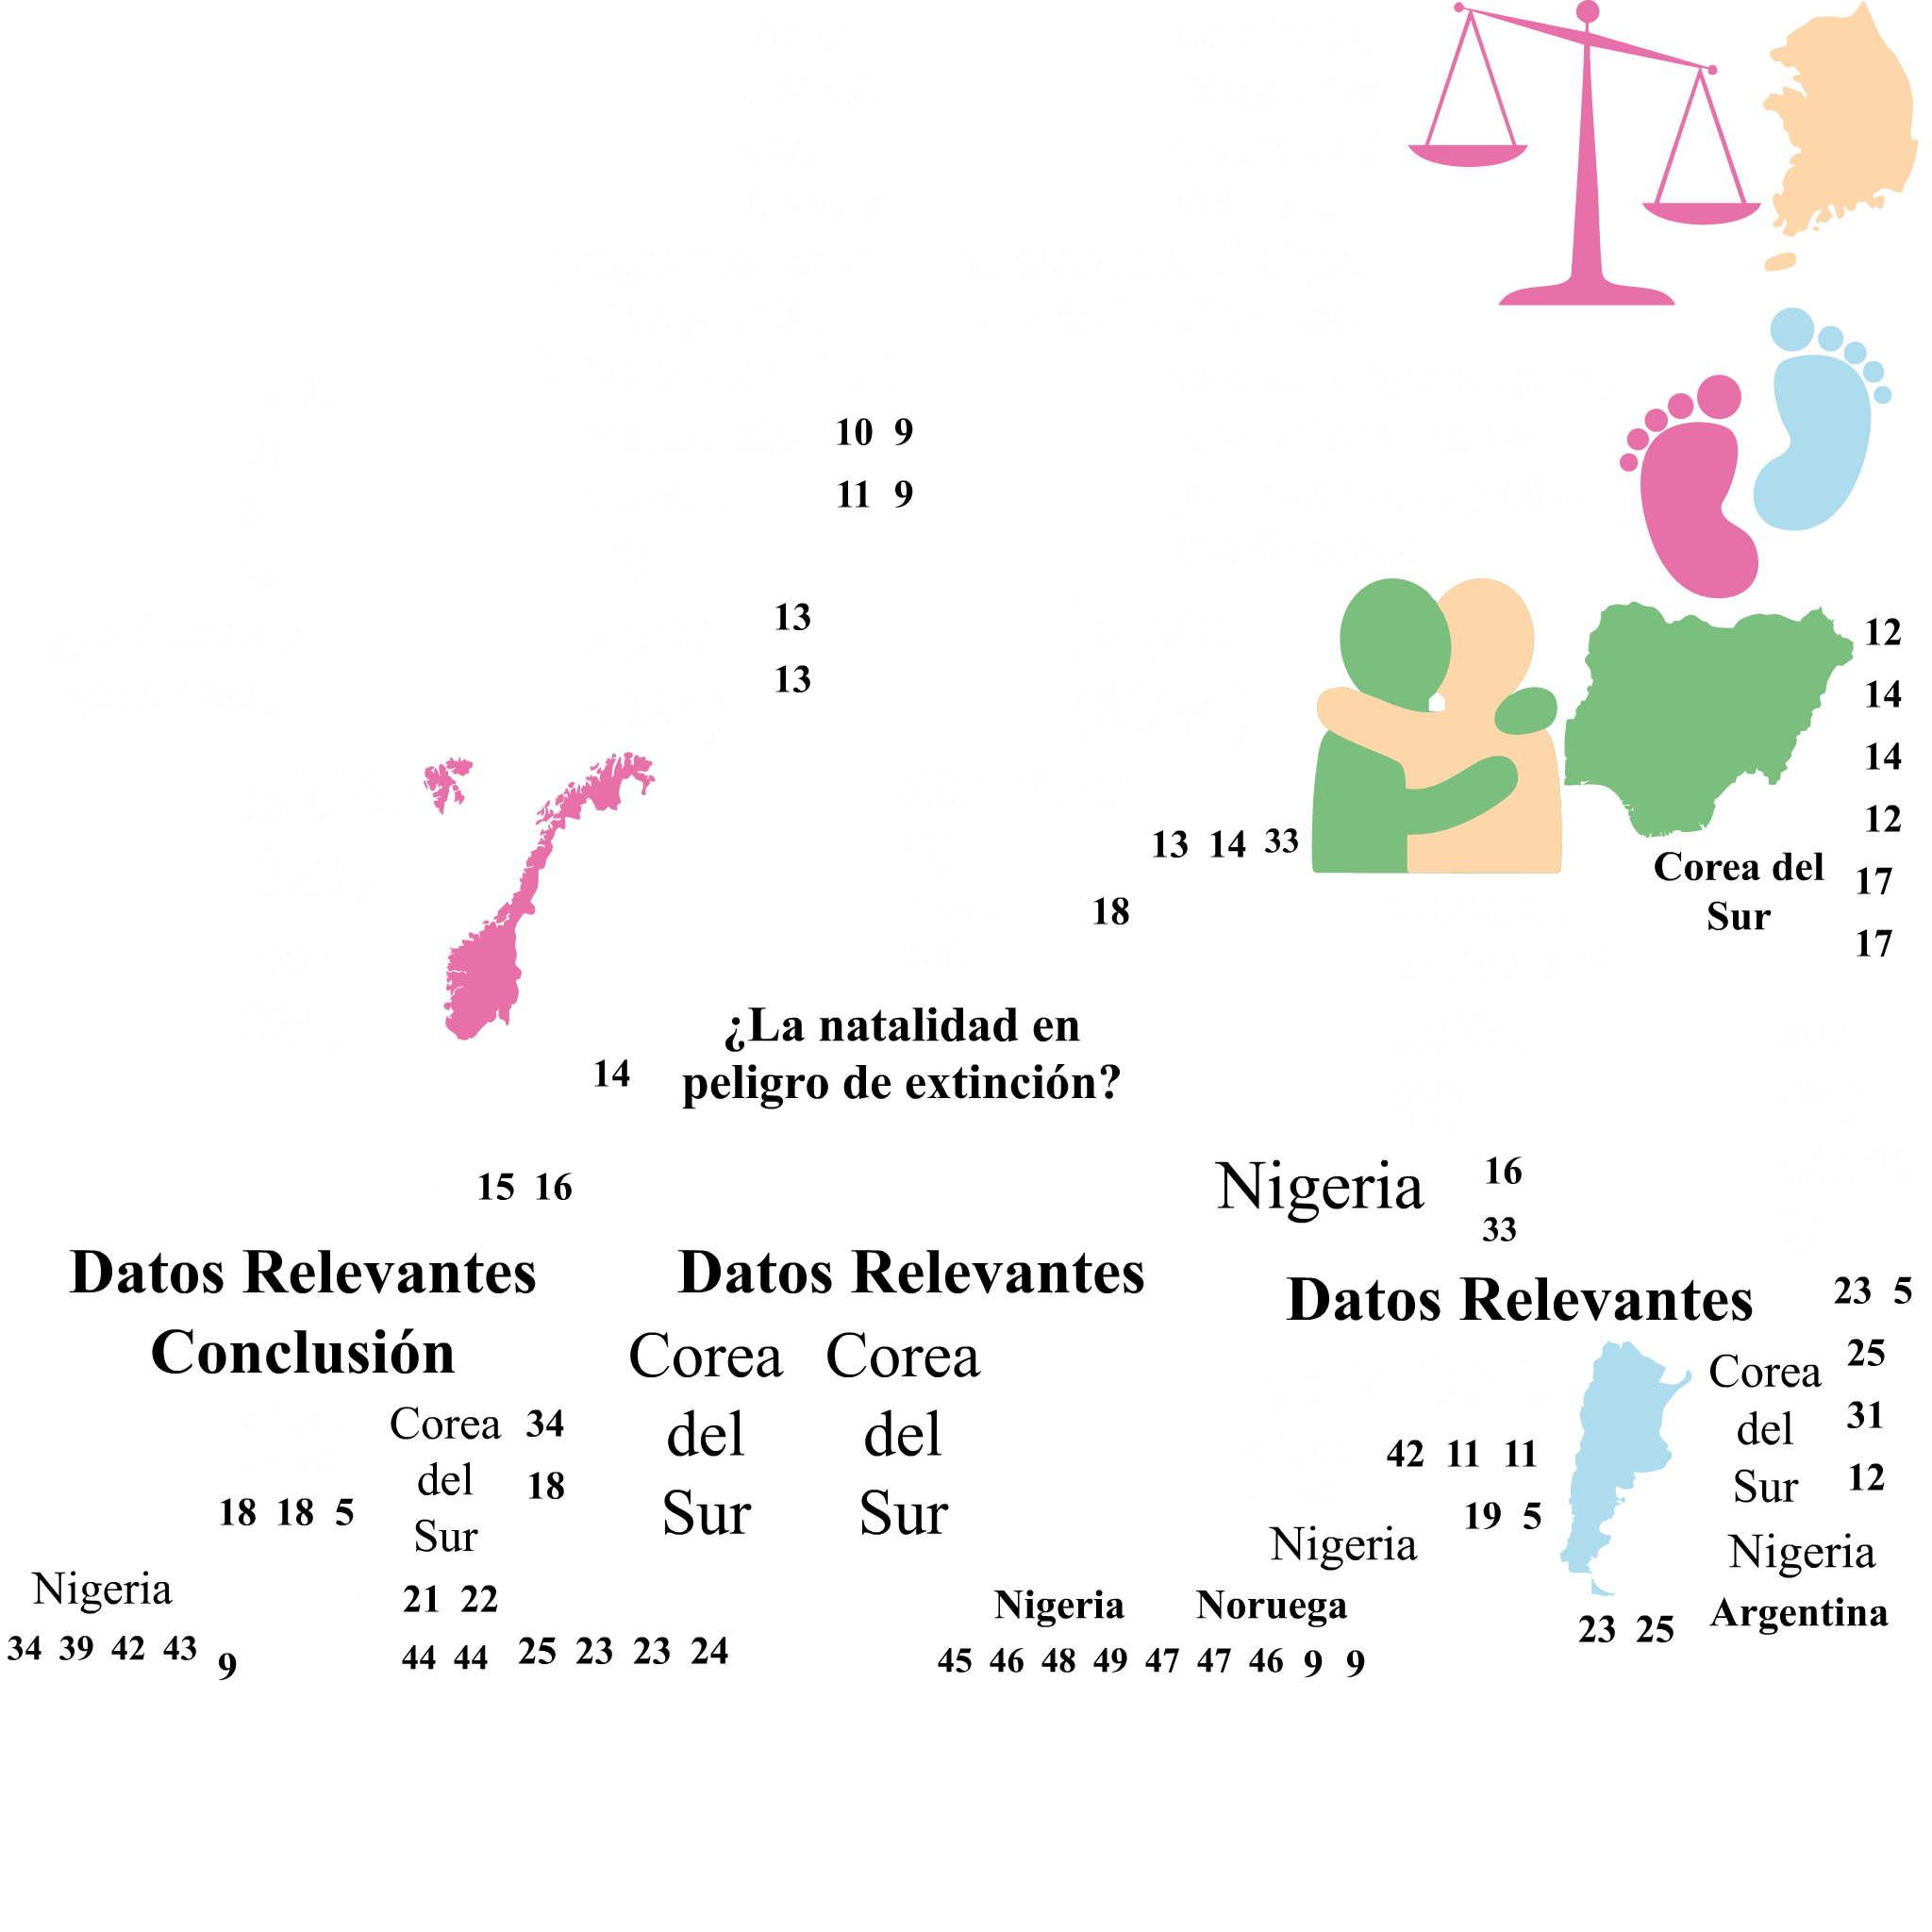 10 9
11 9
13
12
13
14
14
13 14 33
12
Corea del
Sur
17
18
17
¿La natalidad en
peligro de extinción?
14
15 16
Nigeria
16
33
Datos Relevantes
Conclusión
Datos Relevantes
Datos Relevantes
23 5
25
31
12
Corea
del
Sur
34
18
18 18 5
Corea
del
Sur
Corea
del
Sur
42 11 11
19 5
Corea
del
Sur
Nigeria
Nigeria
Nigeria
21 22
Nigeria
Noruega
23 25
Argentina
34 39 42 43
9
44 44
25 23 23 24
45 46 48 49 47 47 46 9 9